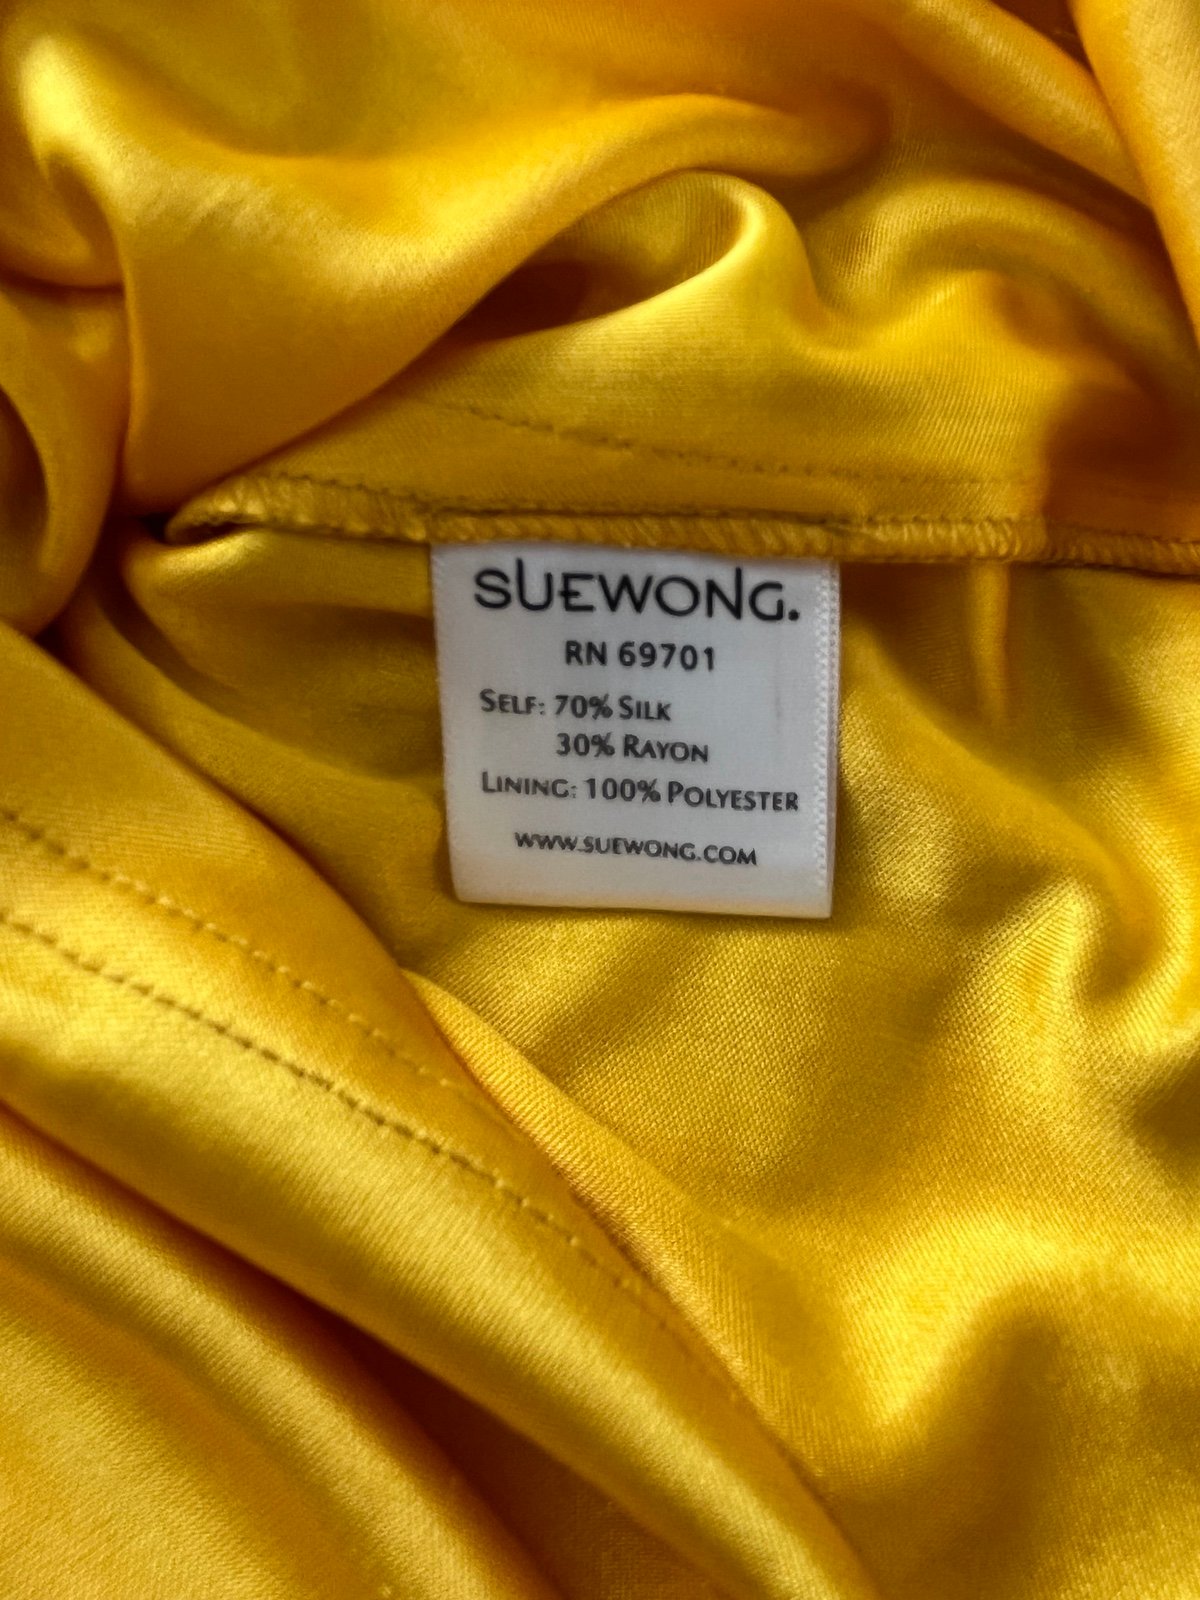 SUEWONG.
RN 69701
SELF: 70% SILK
30% RAYON
LINING: 100% POLYESTER
WWW.SUEWONG.COM